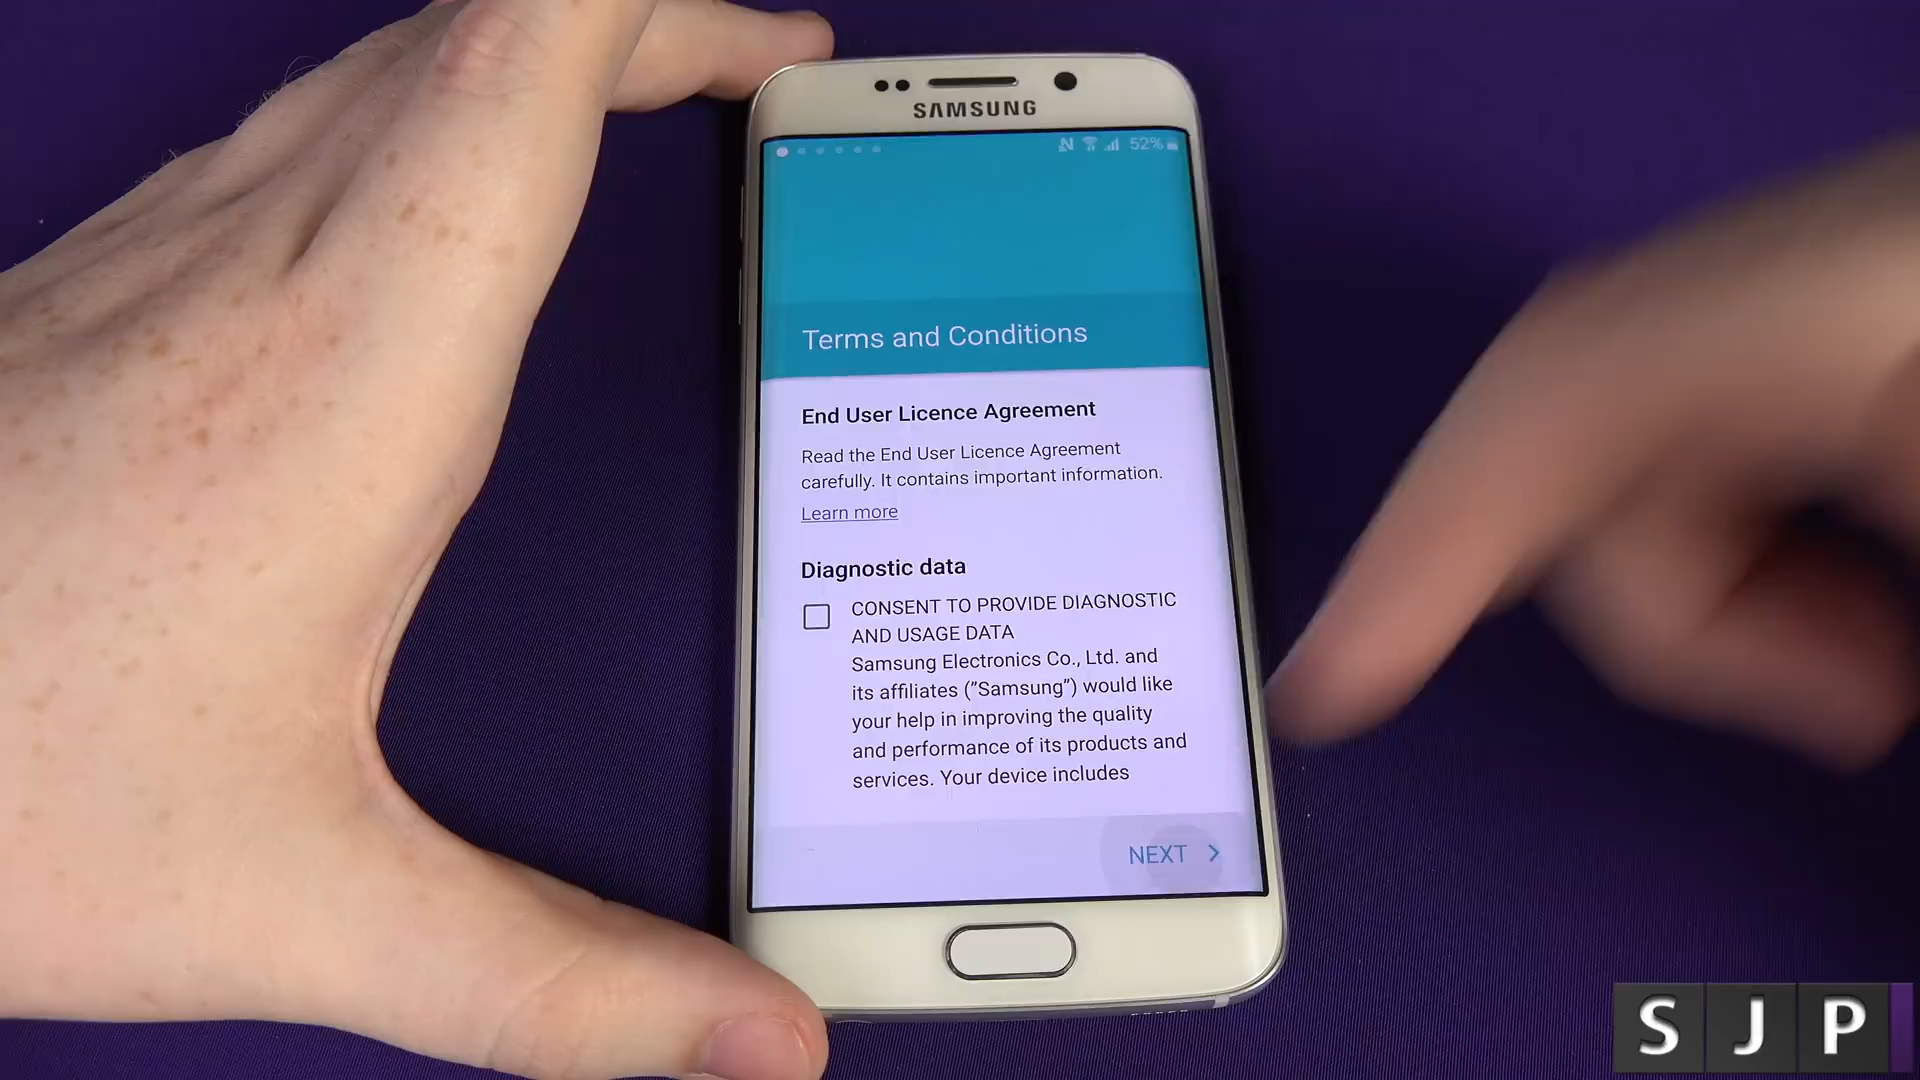 SAMSUNG
52%
Terms and Conditions
End User Licence Agreement
Read the End User Licence Agreement
carefully. It contains important information.
Learn more
Diagnostic data
CONSENT TO PROVIDE DIAGNOSTIC
AND USAGE DATA
Samsung Electronics Co., Ltd. and
its affiliates ("Samsung") would like
your help in improving the quality
and performance of its products and
services. Your device includes
NEXT >
SJP